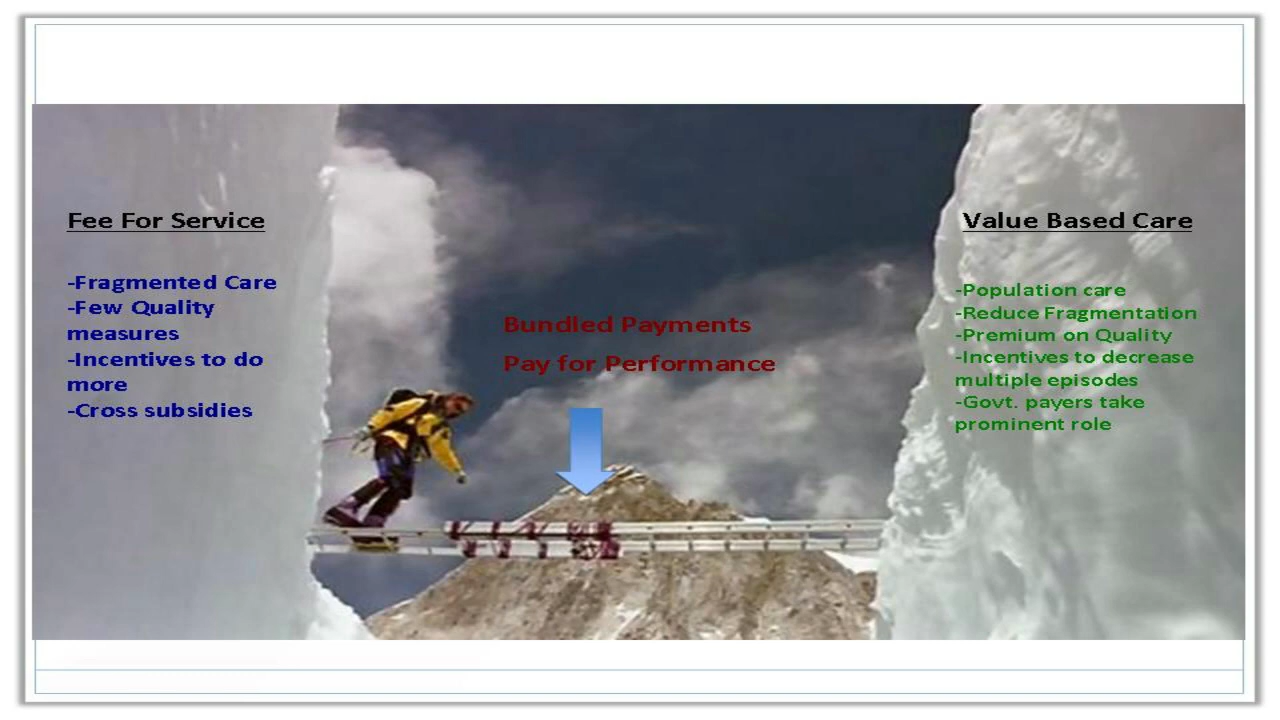 Fee For Service
-Fragmented Care
-Few Quality
measures
-Incentives to do
more
-Cross subsidies
Bundled Payments
Pay for Performance
Value Based Care
-Population care
-Reduce Fragmentation
-Premium on Quality
-Incentives to decrease
multiple episodes
-Govt. payers take
prominent role